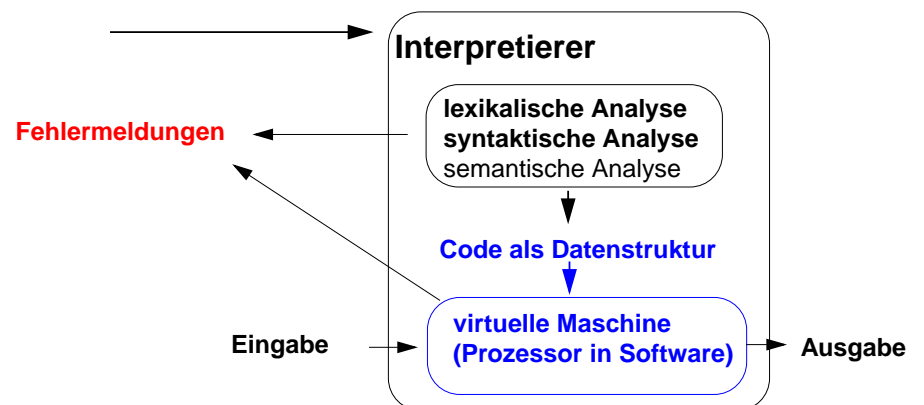 Interpretierer
lexikalische Analyse
syntaktische Analyse
semantische Analyse
Fehlermeldungen
Code als Datenstruktur
virtuelle Maschine
(Prozessor in Software)
Eingabe
Ausgabe